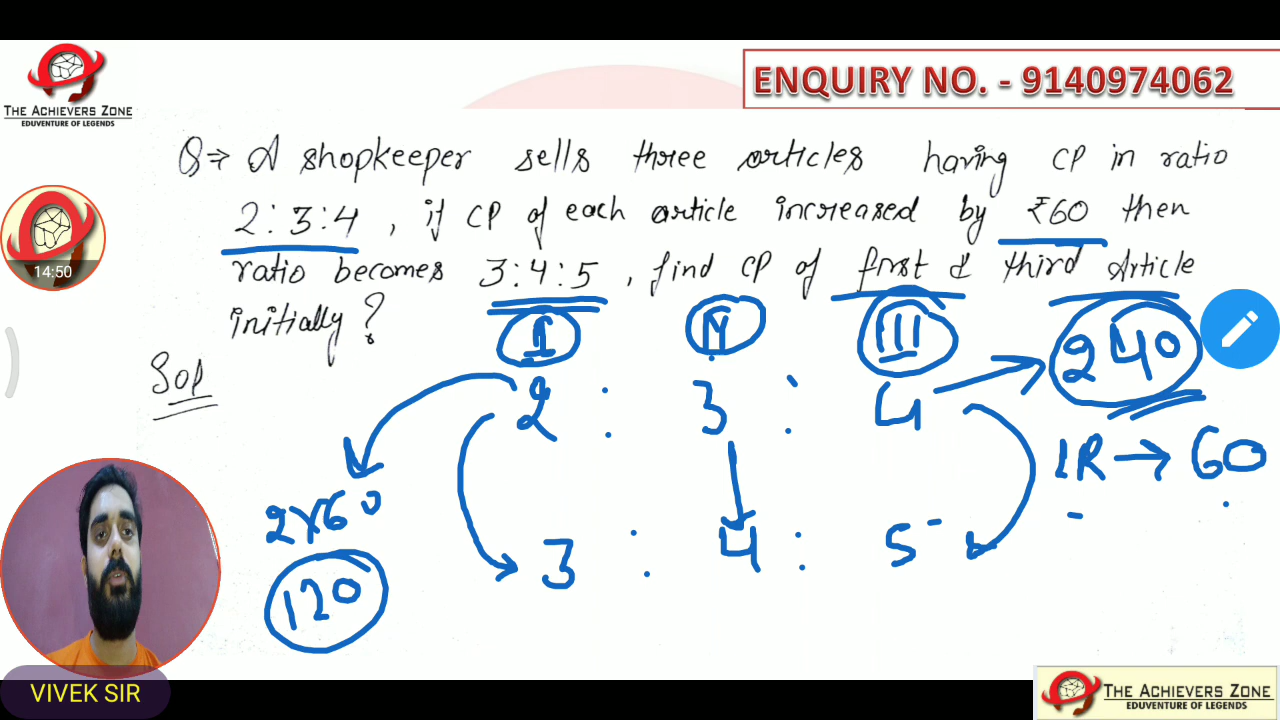 ENQUIRY NO. - 9140974062
THE ACHIEVERS ZONE
EDUVENTURE OF LEGENDS
Q⇒ A shopkeeper sells three articles having CP in ratio
2:3:4, if CP of each article increased by ₹60 then
ratio becomes 3:4:5, find CP of first & third Article
initially?
14:50
Sol
I II III
2 : 3 : 4 → 240
1R → 60
2×60
120
3 : 4 : 5
VIVEK SIR
THE ACHIEVERS ZONE
EDUVENTURE OF LEGENDS